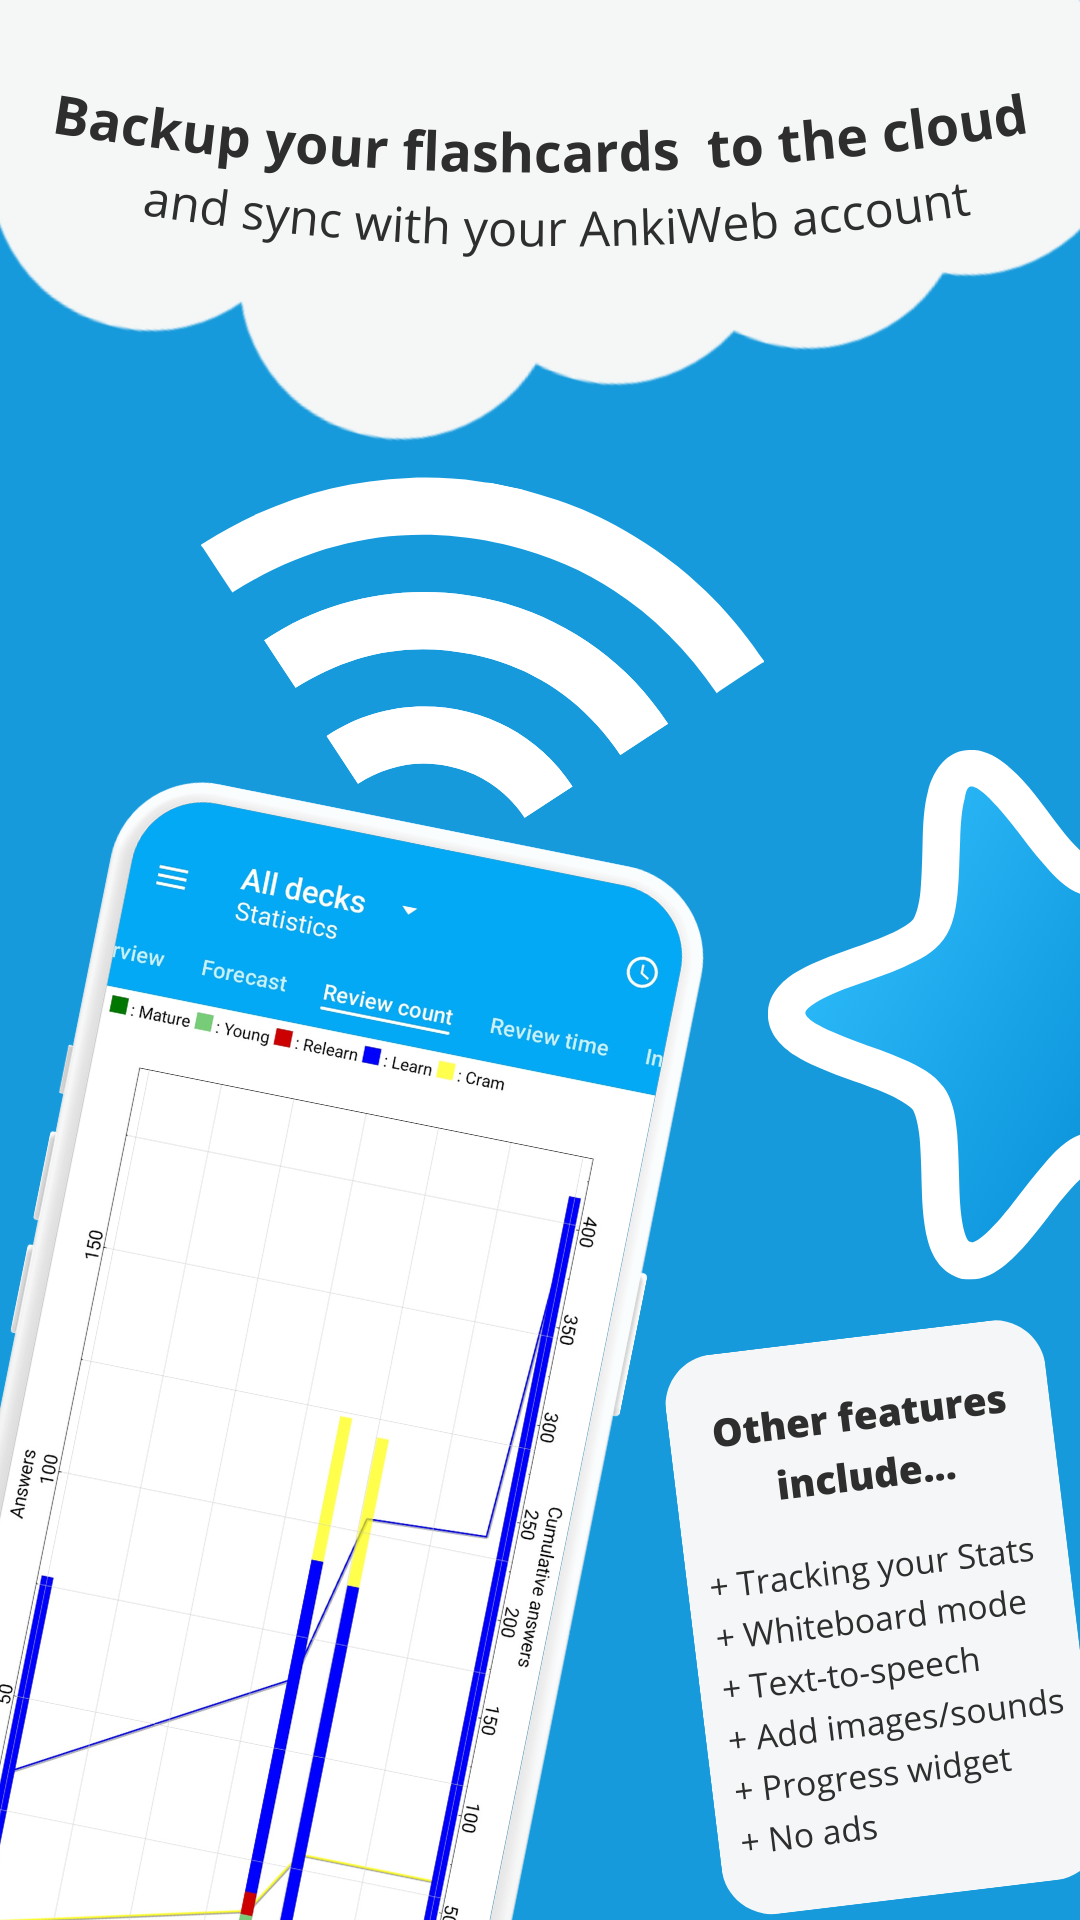 Backup your flashcards to the cloud
and sync with your AnkiWeb account
All decks
Statistics
rview Forecast Review count Review time In
: Mature : Young : Relearn : Learn : Cram
150
100
50
Answers
400
350
300
250
200
150
100
50
Cumulative answers
Other features
include...
+ Tracking your Stats
+ Whiteboard mode
+ Text-to-speech
+ Add images/sounds
+ Progress widget
+ No ads